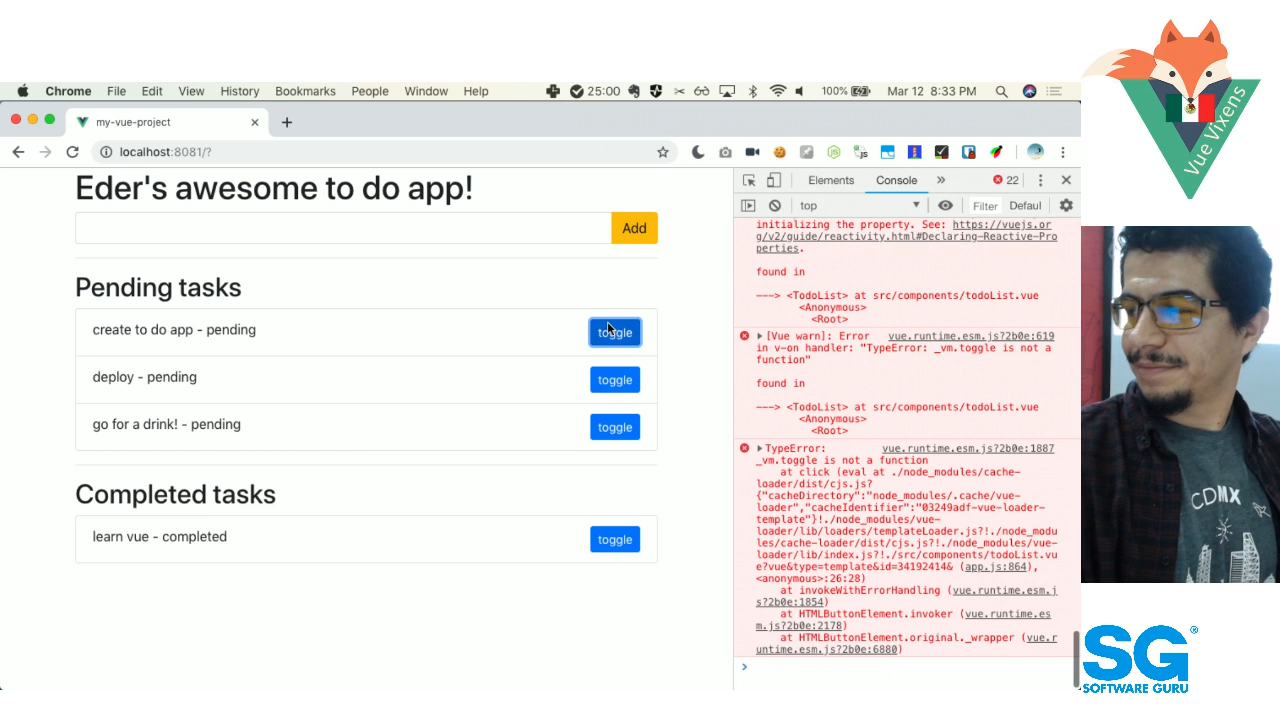 Chrome File Edit View History Bookmarks People Window Help 25:00 100% Mar 12 8:33 PM
my-vue-project
localhost:8081/?
Eder's awesome to do app!
Add
Pending tasks
create to do app - pending toggle
deploy - pending toggle
go for a drink! - pending toggle
Completed tasks
learn vue - completed toggle
Elements Console » 22
top Filter Defaul
initializing the property. See: https://vuejs.or
g/v2/guide/reactivity.html#Declaring-Reactive-Pro
perties.
found in
---> <TodoList> at src/components/todoList.vue
<Anonymous>
<Root>
[Vue warn]: Error vue.runtime.esm.js?2b0e:619
in v-on handler: "TypeError: _vm.toggle is not a
function"
found in
---> <TodoList> at src/components/todoList.vue
<Anonymous>
<Root>
TypeError: vue.runtime.esm.js?2b0e:1887
_vm.toggle is not a function
at click (eval at ./node_modules/cache-
loader/dist/cjs.js?
{"cacheDirectory":"node_modules/.cache/vue-
loader","cacheIdentifier":"03249adf-vue-loader-
template"}!./node_modules/vue-
loader/lib/loaders/templateLoader.js?!./node_modu
les/cache-loader/dist/cjs.js?!./node_modules/vue-
loader/lib/index.js?!./src/components/todoList.vu
e?vue&type=template&id=34192414& (app.js:864),
<anonymous>:26:28)
at invokeWithErrorHandling (vue.runtime.esm.j
s?2b0e:1854)
at HTMLButtonElement.invoker (vue.runtime.es
m.js?2b0e:2178)
at HTMLButtonElement.original._wrapper (vue.r
untime.esm.js?2b0e:6880)
Vue Vixens
CDMX
SG®
SOFTWARE GURU